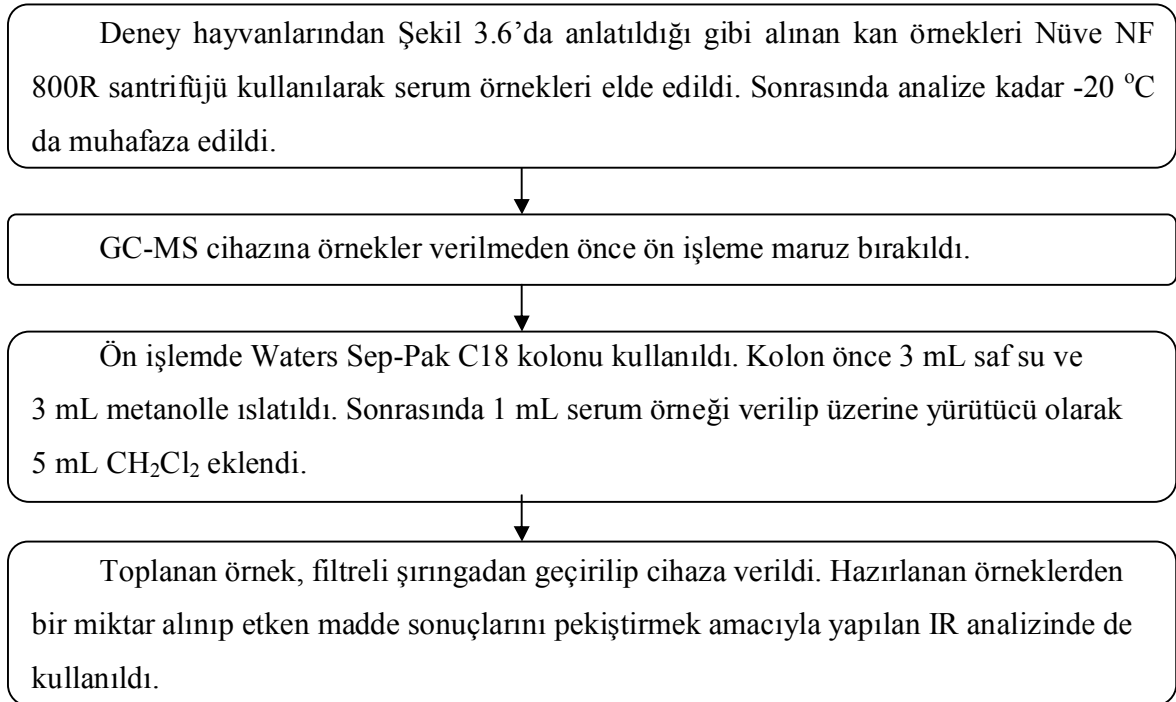 Deney hayvanlarından Şekil 3.6’da anlatıldığı gibi alınan kan örnekleri Nüve NF
800R santrifüjü kullanılarak serum örnekleri elde edildi. Sonrasında analize kadar -20 °C
da muhafaza edildi.
GC-MS cihazına örnekler verilmeden önce ön işleme maruz bırakıldı.
Ön işlemde Waters Sep-Pak C18 kolonu kullanıldı. Kolon önce 3 mL saf su ve
3 mL metanolle ıslatıldı. Sonrasında 1 mL serum örneği verilip üzerine yürütücü olarak
5 mL CH₂Cl₂ eklendi.
Toplanan örnek, filtreli şırıngadan geçirilip cihaza verildi. Hazırlanan örneklerden
bir miktar alınıp etken madde sonuçlarını pekiştirmek amacıyla yapılan IR analizinde de
kullanıldı.